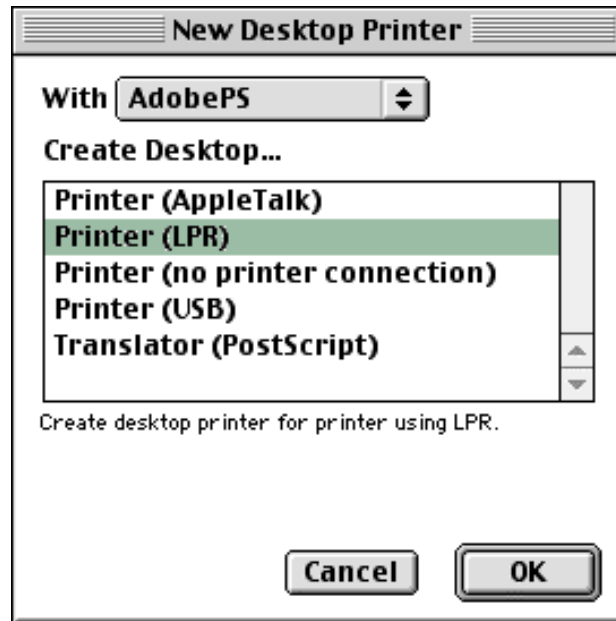 New Desktop Printer
With AdobePS
Create Desktop...
Printer (AppleTalk)
Printer (LPR)
Printer (no printer connection)
Printer (USB)
Translator (PostScript)
Create desktop printer for printer using LPR.
Cancel OK